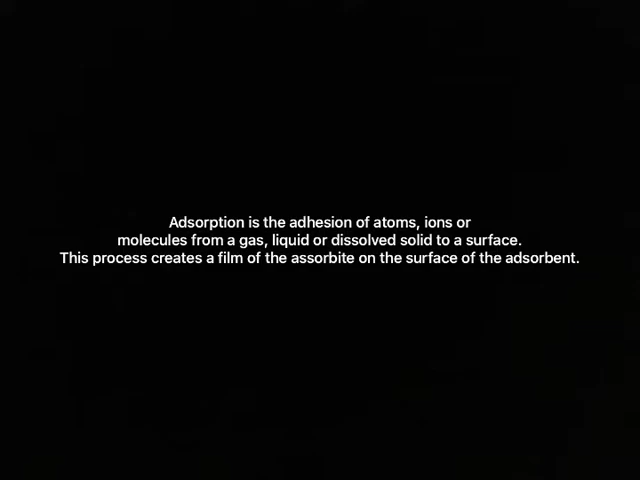 Adsorption is the adhesion of atoms, ions or
molecules from a gas, liquid or dissolved solid to a surface.
This process creates a film of the assorbite on the surface of the adsorbent.